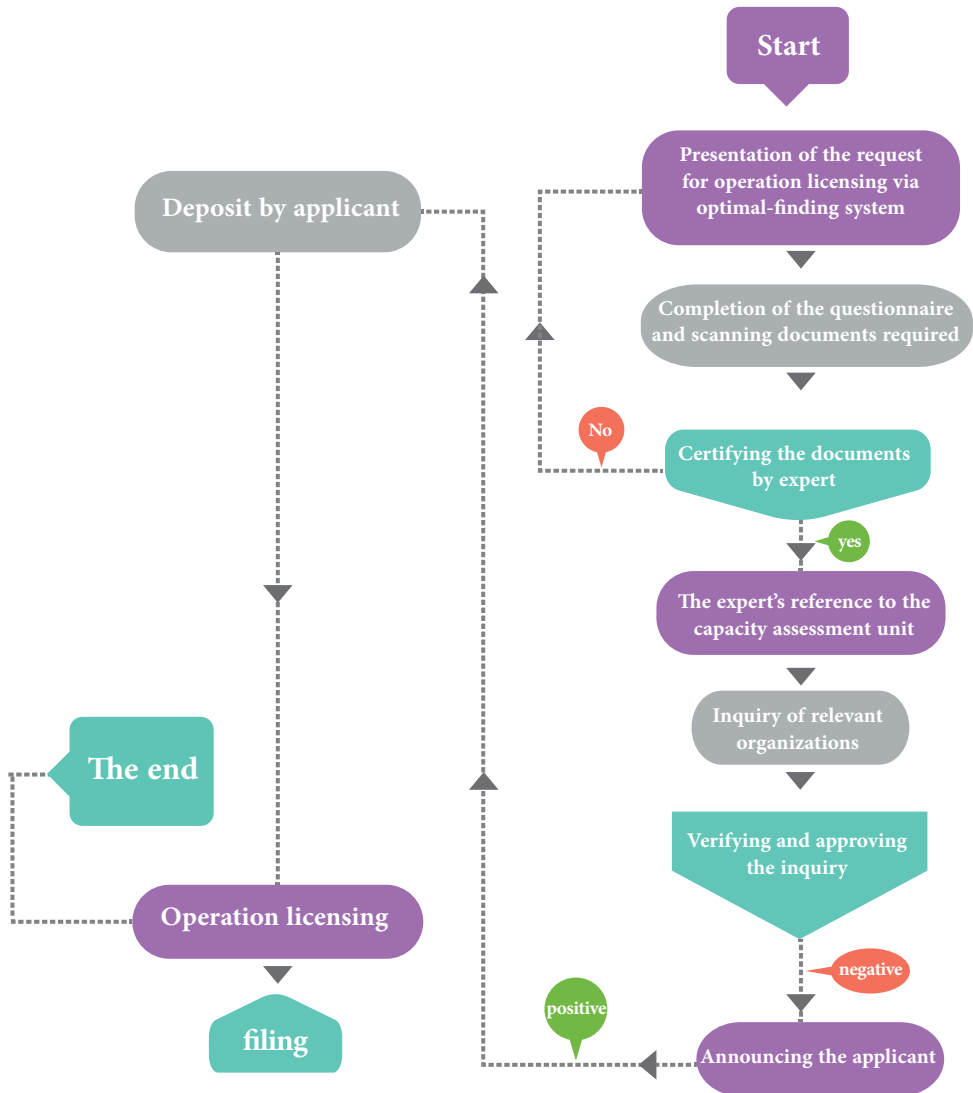 Start
Presentation of the request
for operation licensing via
optimal-finding system
Deposit by applicant
Completion of the questionnaire
and scanning documents required
No
Certifying the documents
by expert
yes
The expert's reference to the
capacity assessment unit
Inquiry of relevant
organizations
The end
Verifying and approving
the inquiry
Operation licensing
negative
positive
filing
Announcing the applicant